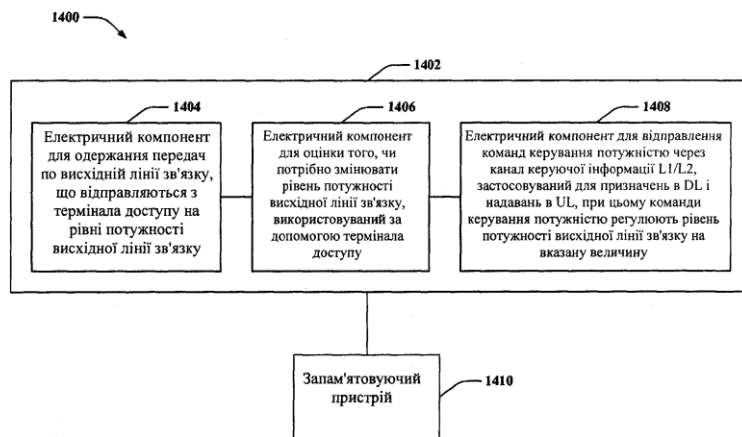 1400
1402
1404
1406
1408
Електричний компонент
для одержання передач
по висхідній лінії зв'язку,
що відправляються з
термінала доступу на
рівні потужності
висхідної лінії зв'язку
Електричний компонент
для оцінки того, чи
потрібно змінювати
рівень потужності
висхідної лінії зв'язку,
використовуваний за
допомогою термінала
доступу
Електричний компонент для відправлення
команд керування потужністю через
канал керуючої інформації L1/L2,
застосовуваний для призначень в DL і
надавань в UL, при цьому команди
керування потужністю регулюють рівень
потужності висхідної лінії зв'язку на
вказану величину
Запам'ятовуючий
пристрій
1410